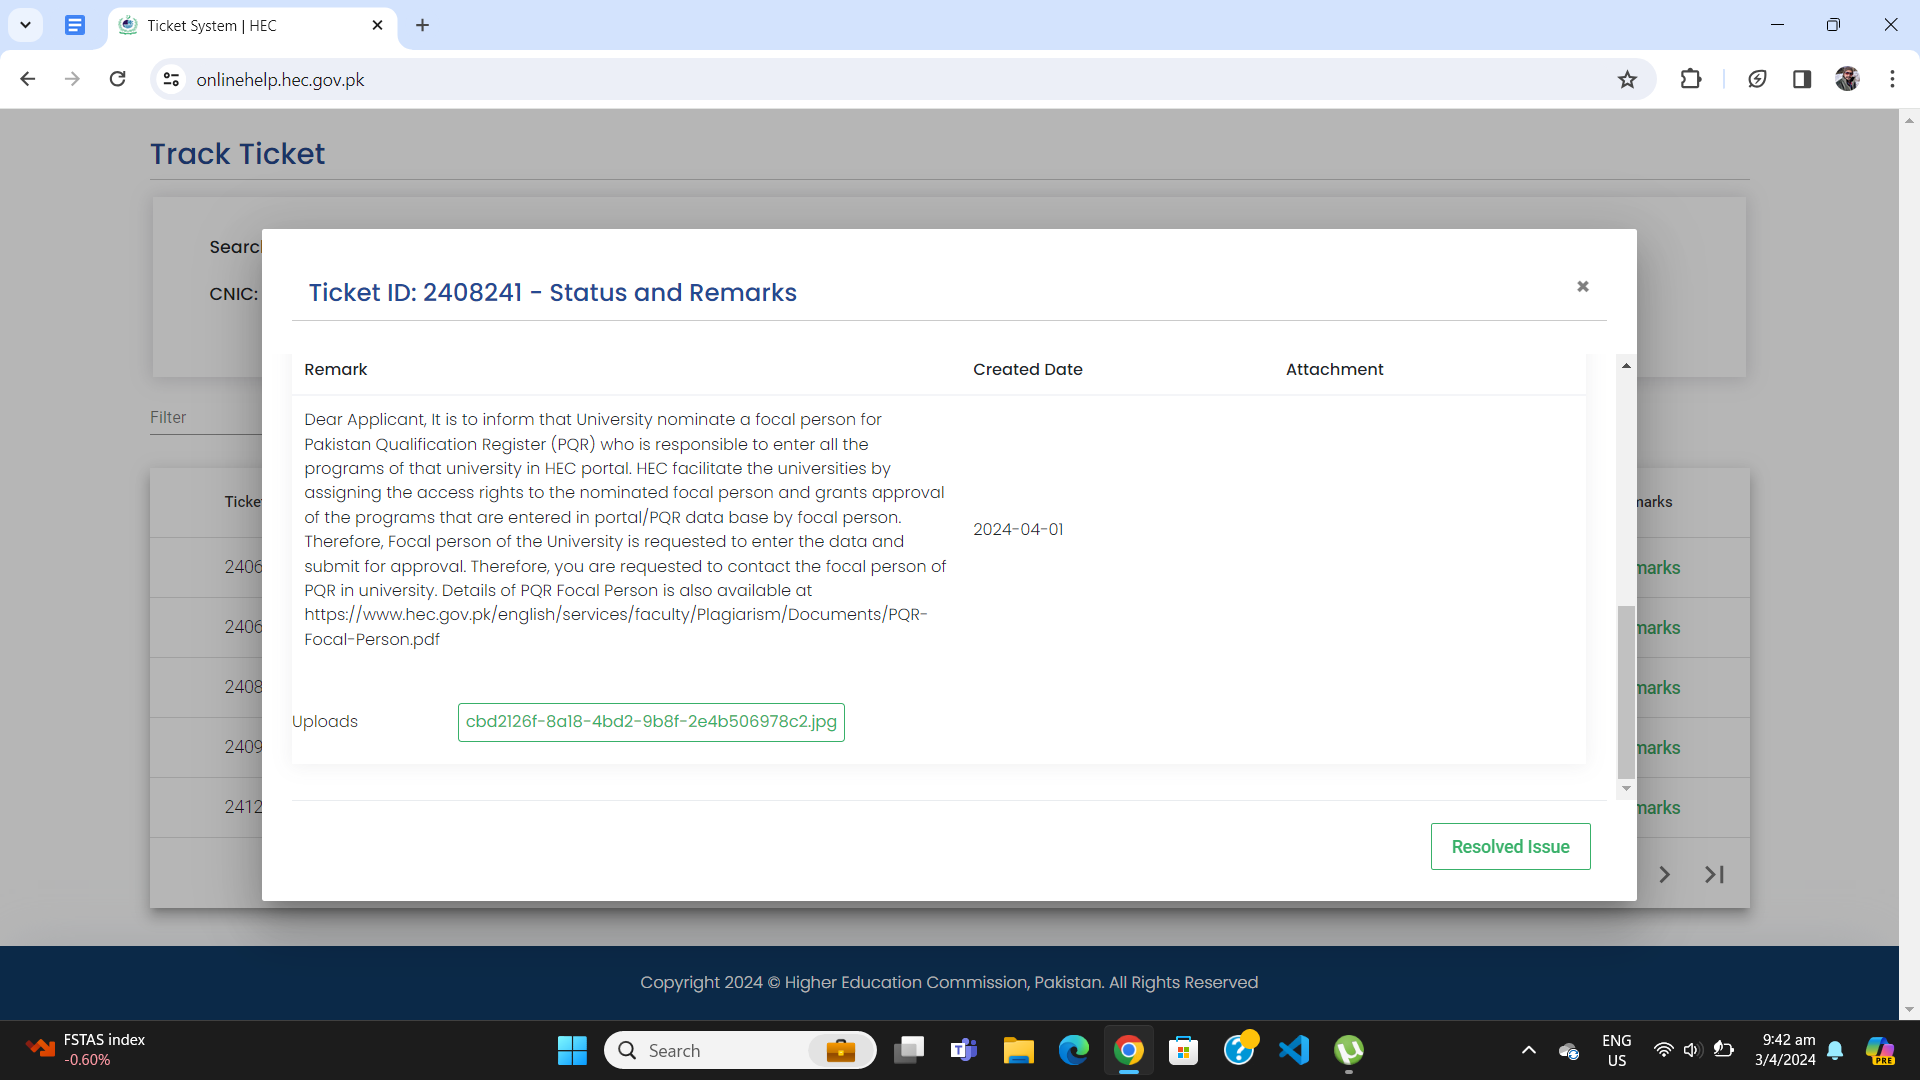 Ticket System | HEC
onlinehelp.hec.gov.pk
Track Ticket
CNIC:
Ticket ID: 2408241 - Status and Remarks
Remark
Created Date
Attachment
Filter
Dear Applicant, It is to inform that University nominate a focal person for
Pakistan Qualification Register (PQR) who is responsible to enter all the
programs of that university in HEC portal. HEC facilitate the universities by
assigning the access rights to the nominated focal person and grants approval
of the programs that are entered in portal/PQR data base by focal person.
Therefore, Focal person of the University is requested to enter the data and
submit for approval. Therefore, you are requested to contact the focal person of
PQR in university. Details of PQR Focal Person is also available at
https://www.hec.gov.pk/english/services/faculty/Plagiarism/Documents/PQR-
Focal-Person.pdf
2024-04-01
2406
2406
2408
2409
2412
marks
marks
marks
marks
marks
marks
Uploads
cbd2126f-8a18-4bd2-9b8f-2e4b506978c2.jpg
Resolved Issue
Copyright 2024 © Higher Education Commission, Pakistan. All Rights Reserved
FSTAS index
-0.60%
Search
ENG
US
9:42 am
3/4/2024
PRE